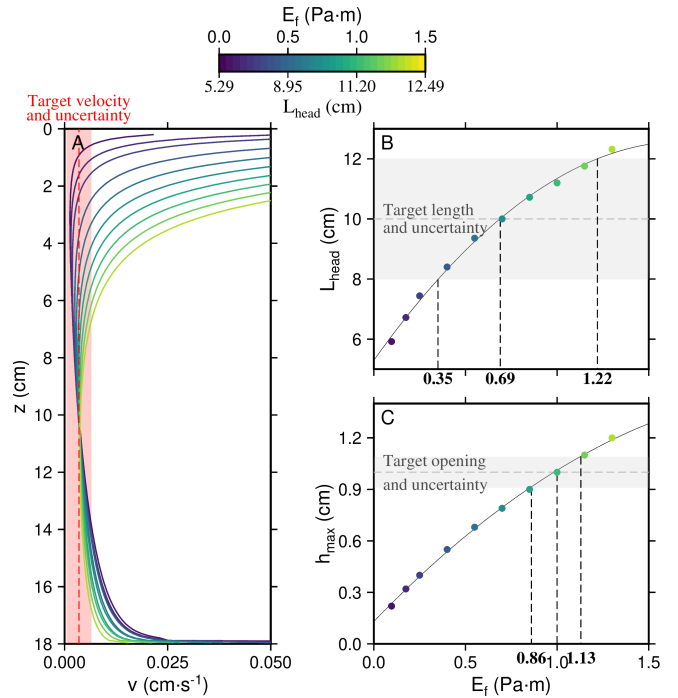 E_f (Pa·m)
0.0 0.5 1.0 1.5
5.29 8.95 11.20 12.49
L_head (cm)
Target velocity
and uncertainty
A
0
2
4
6
8
10
12
14
16
18
z (cm)
0.000 0.025 0.050
v (cm·s⁻¹)
B
12
10
8
6
L_head (cm)
Target length
and uncertainty
0.35 0.69 1.22
C
1.2
0.9
0.6
0.3
0.0
h_max (cm)
Target opening
and uncertainty
0.86 1.13
0.0 0.5 1.0 1.5
E_f (Pa·m)